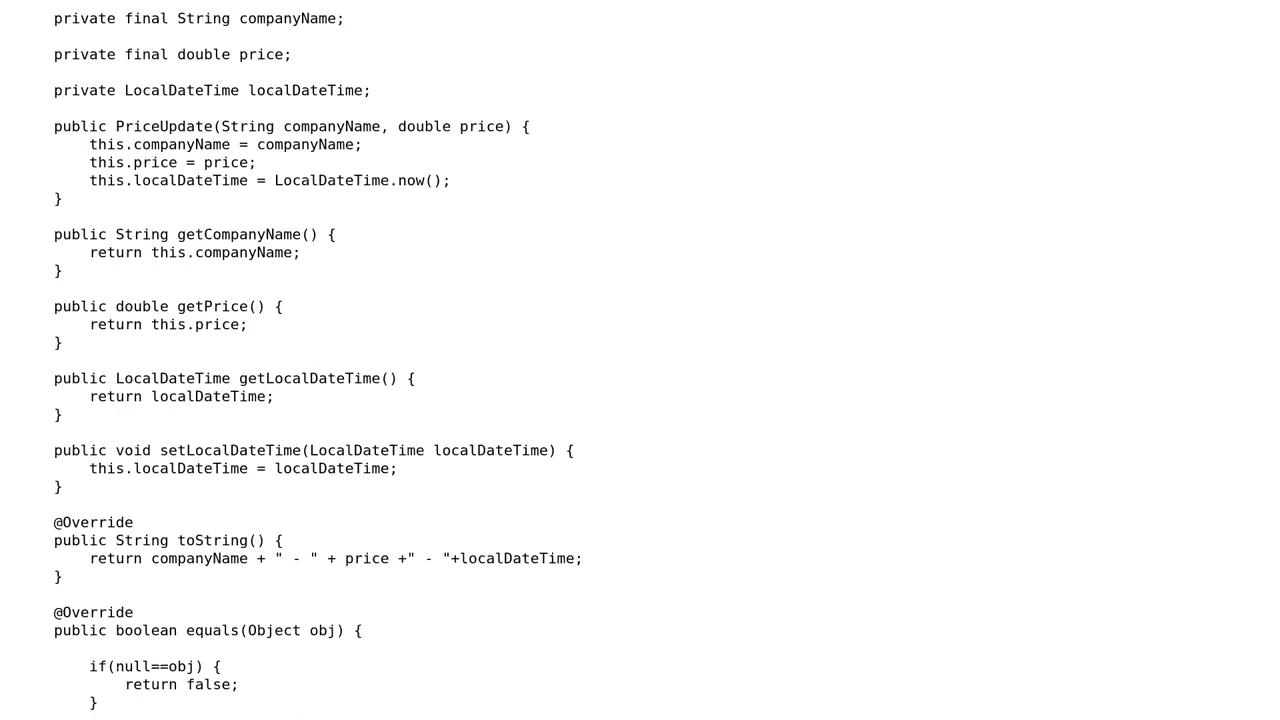 private final String companyName;
private final double price;
private LocalDateTime localDateTime;
public PriceUpdate(String companyName, double price) {
this.companyName = companyName;
this.price = price;
this.localDateTime = LocalDateTime.now();
}
public String getCompanyName() {
return this.companyName;
}
public double getPrice() {
return this.price;
}
public LocalDateTime getLocalDateTime() {
return localDateTime;
}
public void setLocalDateTime(LocalDateTime localDateTime) {
this.localDateTime = localDateTime;
}
@Override
public String toString() {
return companyName + " - " + price +" - "+localDateTime;
}
@Override
public boolean equals(Object obj) {
if(null==obj) {
return false;
}